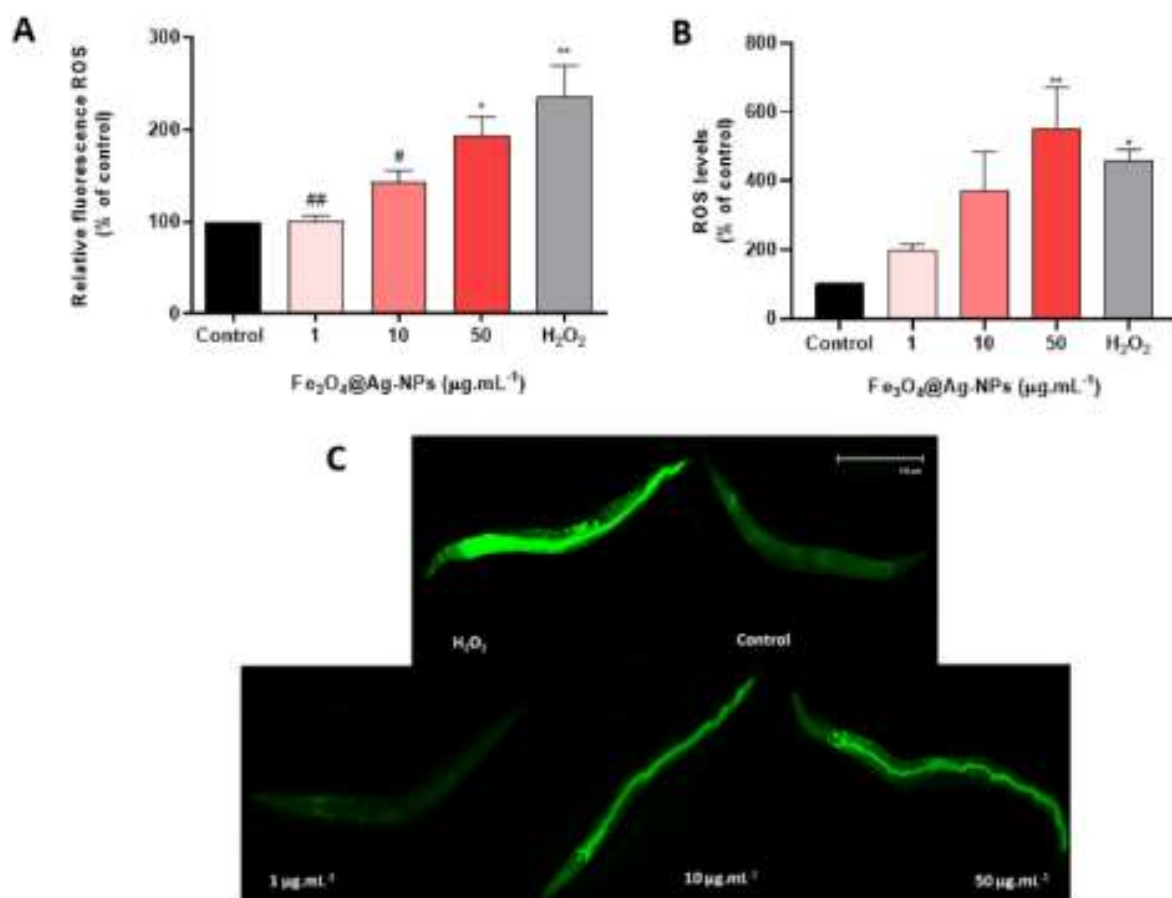 A
Relative fluorescence ROS
(% of control)
300
200
100
0
##
#
*
**
Control
1
10
50
H₂O₂
Fe₃O₄@Ag-NPs (µg.mL⁻¹)
B
ROS levels
(% of control)
800
600
400
200
0
**
*
Control
1
10
50
H₂O₂
Fe₃O₄@Ag-NPs (µg.mL⁻¹)
C
H₂O₂
Control
1 µg.mL⁻¹
10 µg.mL⁻¹
50 µg.mL⁻¹